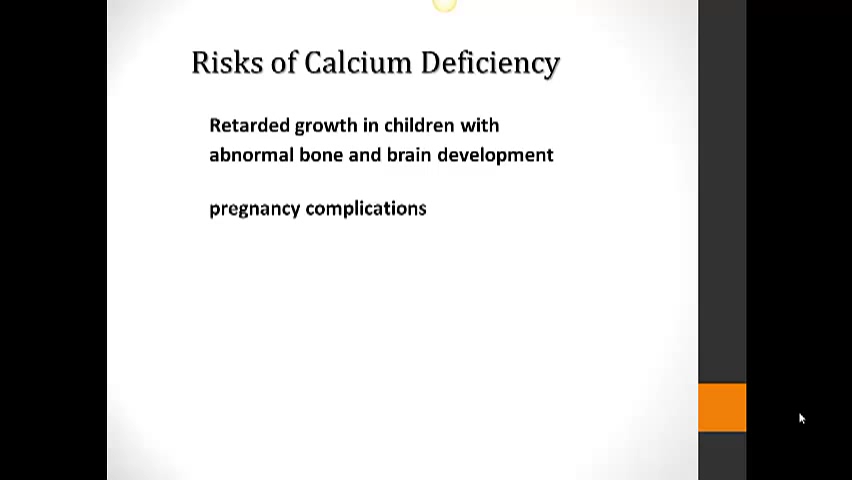 Risks of Calcium Deficiency
Retarded growth in children with
abnormal bone and brain development
pregnancy complications